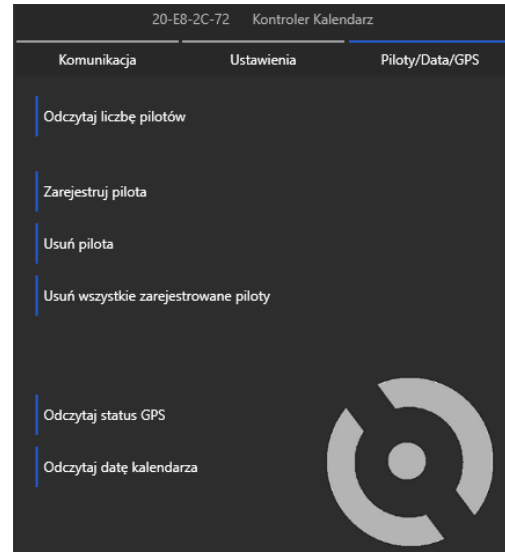 20-E8-2C-72 Kontroler Kalendarz
Komunikacja Ustawienia Piloty/Data/GPS
Odczytaj liczbę pilotów
Zarejestruj pilota
Usuń pilota
Usuń wszystkie zarejestrowane piloty
Odczytaj status GPS
Odczytaj datę kalendarza